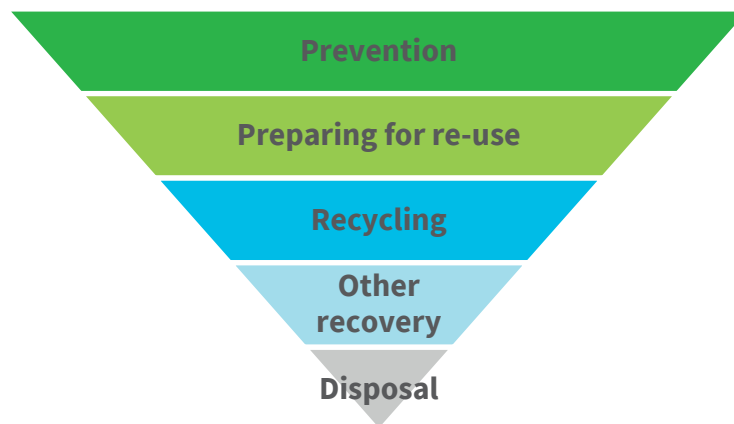 Prevention
Preparing for re-use
Recycling
Other
recovery
Disposal